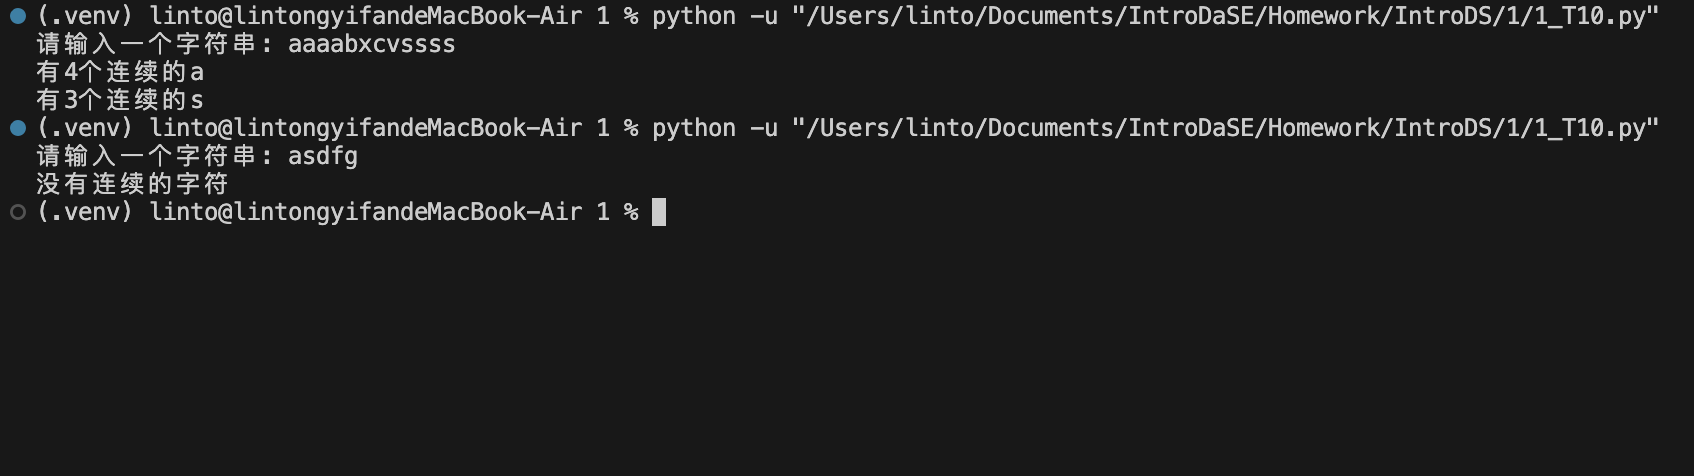 (.venv) linto@lintongyifandeMacBook-Air 1 % python -u "/Users/linto/Documents/IntroDaSE/Homework/IntroDS/1/1_T10.py"
请输入一个字符串: aaaabxcvssss
有4个连续的a
有3个连续的s
(.venv) linto@lintongyifandeMacBook-Air 1 % python -u "/Users/linto/Documents/IntroDaSE/Homework/IntroDS/1/1_T10.py"
请输入一个字符串: asdfg
没有连续的字符
(.venv) linto@lintongyifandeMacBook-Air 1 %